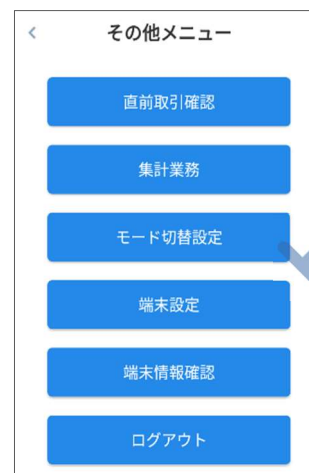 その他メニュー
直前取引確認
集計業務
モード切替設定
端末設定
端末情報確認
ログアウト